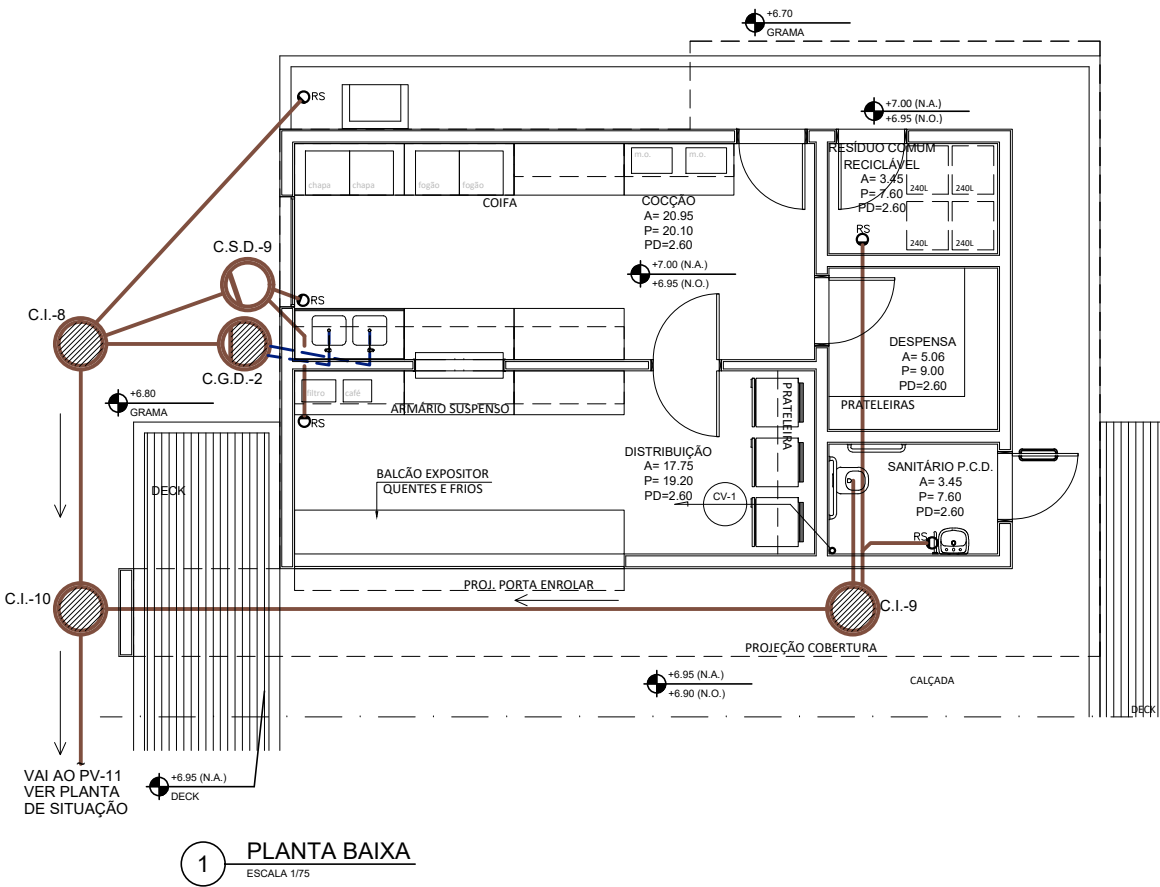 +6.70
GRAMA
RS
+7.00 (N.A.)
+6.95 (N.O.)
RESÍDUO COMUM
RECICLÁVEL
A= 3.45
P= 7.60
PD=2.60
240L
240L
240L
240L
RS
m.o.
m.o.
chapa
chapa
fogão
fogão
COIFA
COCÇÃO
A= 20.95
P= 20.10
PD=2.60
+7.00 (N.A.)
+6.95 (N.O.)
C.S.D.-9
RS
C.I.-8
C.G.D.-2
DESPENSA
A= 5.06
P= 9.00
PD=2.60
PRATELEIRAS
+6.80
GRAMA
filtro
café
ARMÁRIO SUSPENSO
RS
PRATELEIRA
DISTRIBUIÇÃO
A= 17.75
P= 19.20
PD=2.60
CV-1
BALCÃO EXPOSITOR
QUENTES E FRIOS
SANITÁRIO P.C.D.
A= 3.45
P= 7.60
PD=2.60
RS
DECK
PROJ. PORTA ENROLAR
C.I.-10
C.I.-9
PROJEÇÃO COBERTURA
+6.95 (N.A.)
+6.90 (N.O.)
CALÇADA
DECK
VAI AO PV-11
VER PLANTA
DE SITUAÇÃO
+6.95 (N.A.)
DECK
1
PLANTA BAIXA
ESCALA 1/75